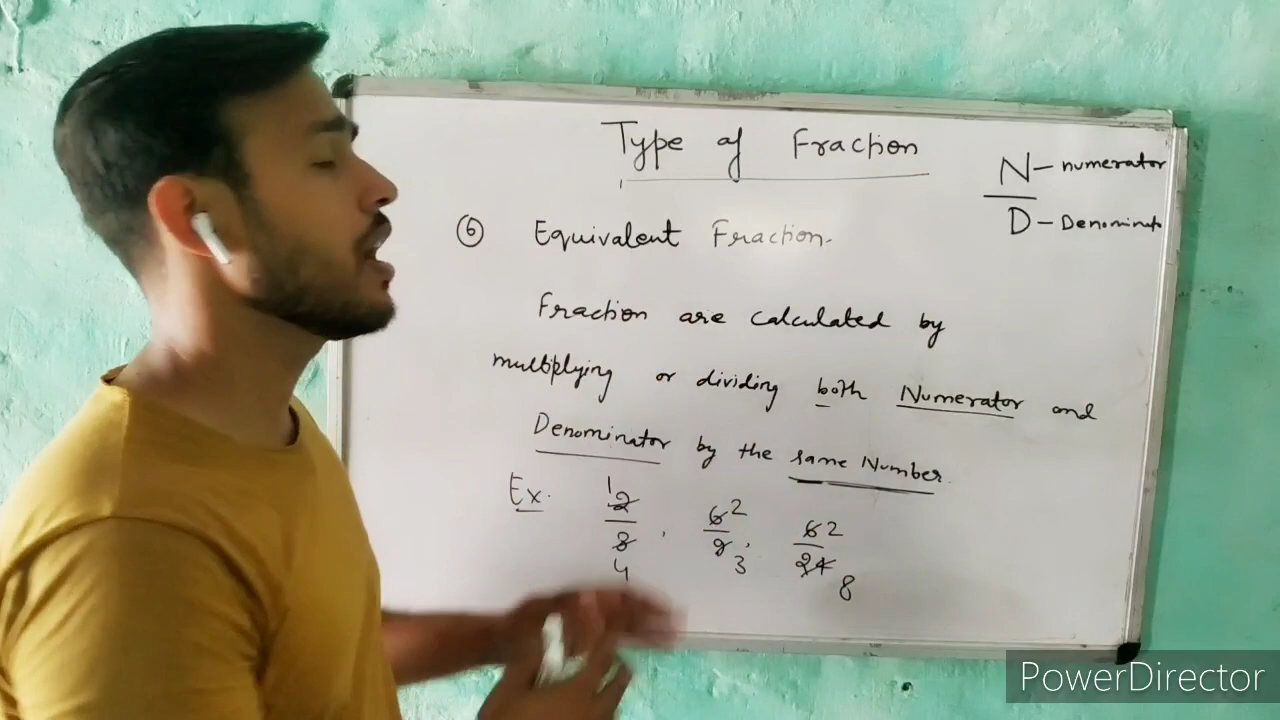 Type of Fraction
N - numerator
D - Denominato
⑥ Equivalent Fraction.
Fraction are calculated by
multiplying or dividing both Numerator and
Denominator by the same Number.
Ex. 1 2/8 4 , 6 2/9 3 , 6 2/24 8
PowerDirector